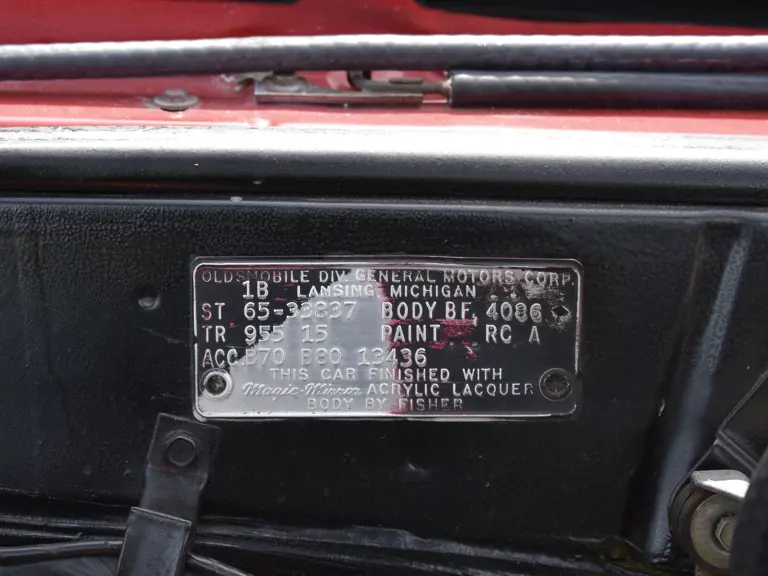 OLDSMOBILE DIV. GENERAL MOTORS CORP.
1B LANSING, MICHIGAN
ST 65-33837 BODY BF 4086
TR 955 15 PAINT RC A
ACC.B70 B80 13436
THIS CAR FINISHED WITH
Magic-Mirror ACRYLIC LACQUER
BODY BY FISHER